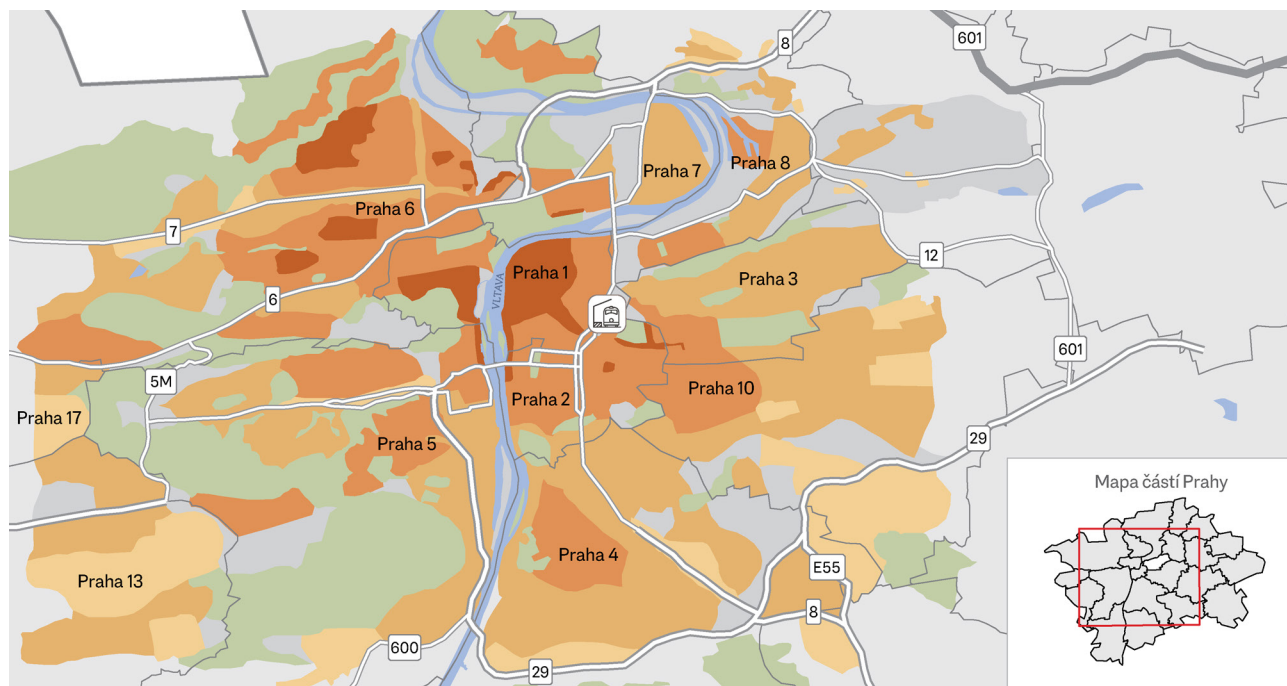 8
601
Praha 7
Praha 8
Praha 6
7
12
Praha 1
Praha 3
VLTAVA
6
601
5M
Praha 10
Praha 2
Praha 17
Praha 5
29
Mapa částí Prahy
Praha 4
E55
Praha 13
8
600
29